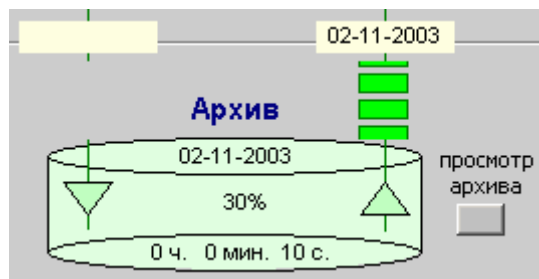 02-11-2003
Архив
02-11-2003
просмотр
архива
30%
0 ч. 0 мин. 10 с.